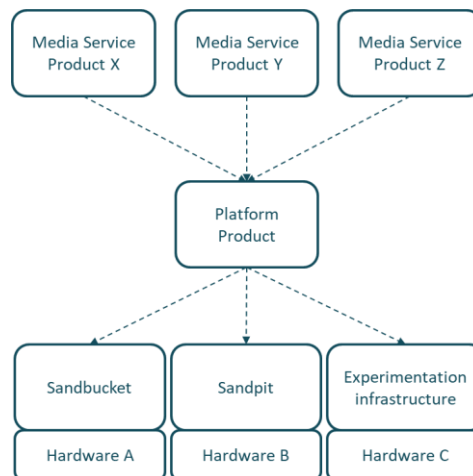 Media Service
Product X
Media Service
Product Y
Media Service
Product Z
Platform
Product
Sandbucket
Sandpit
Experimentation
infrastructure
Hardware A
Hardware B
Hardware C